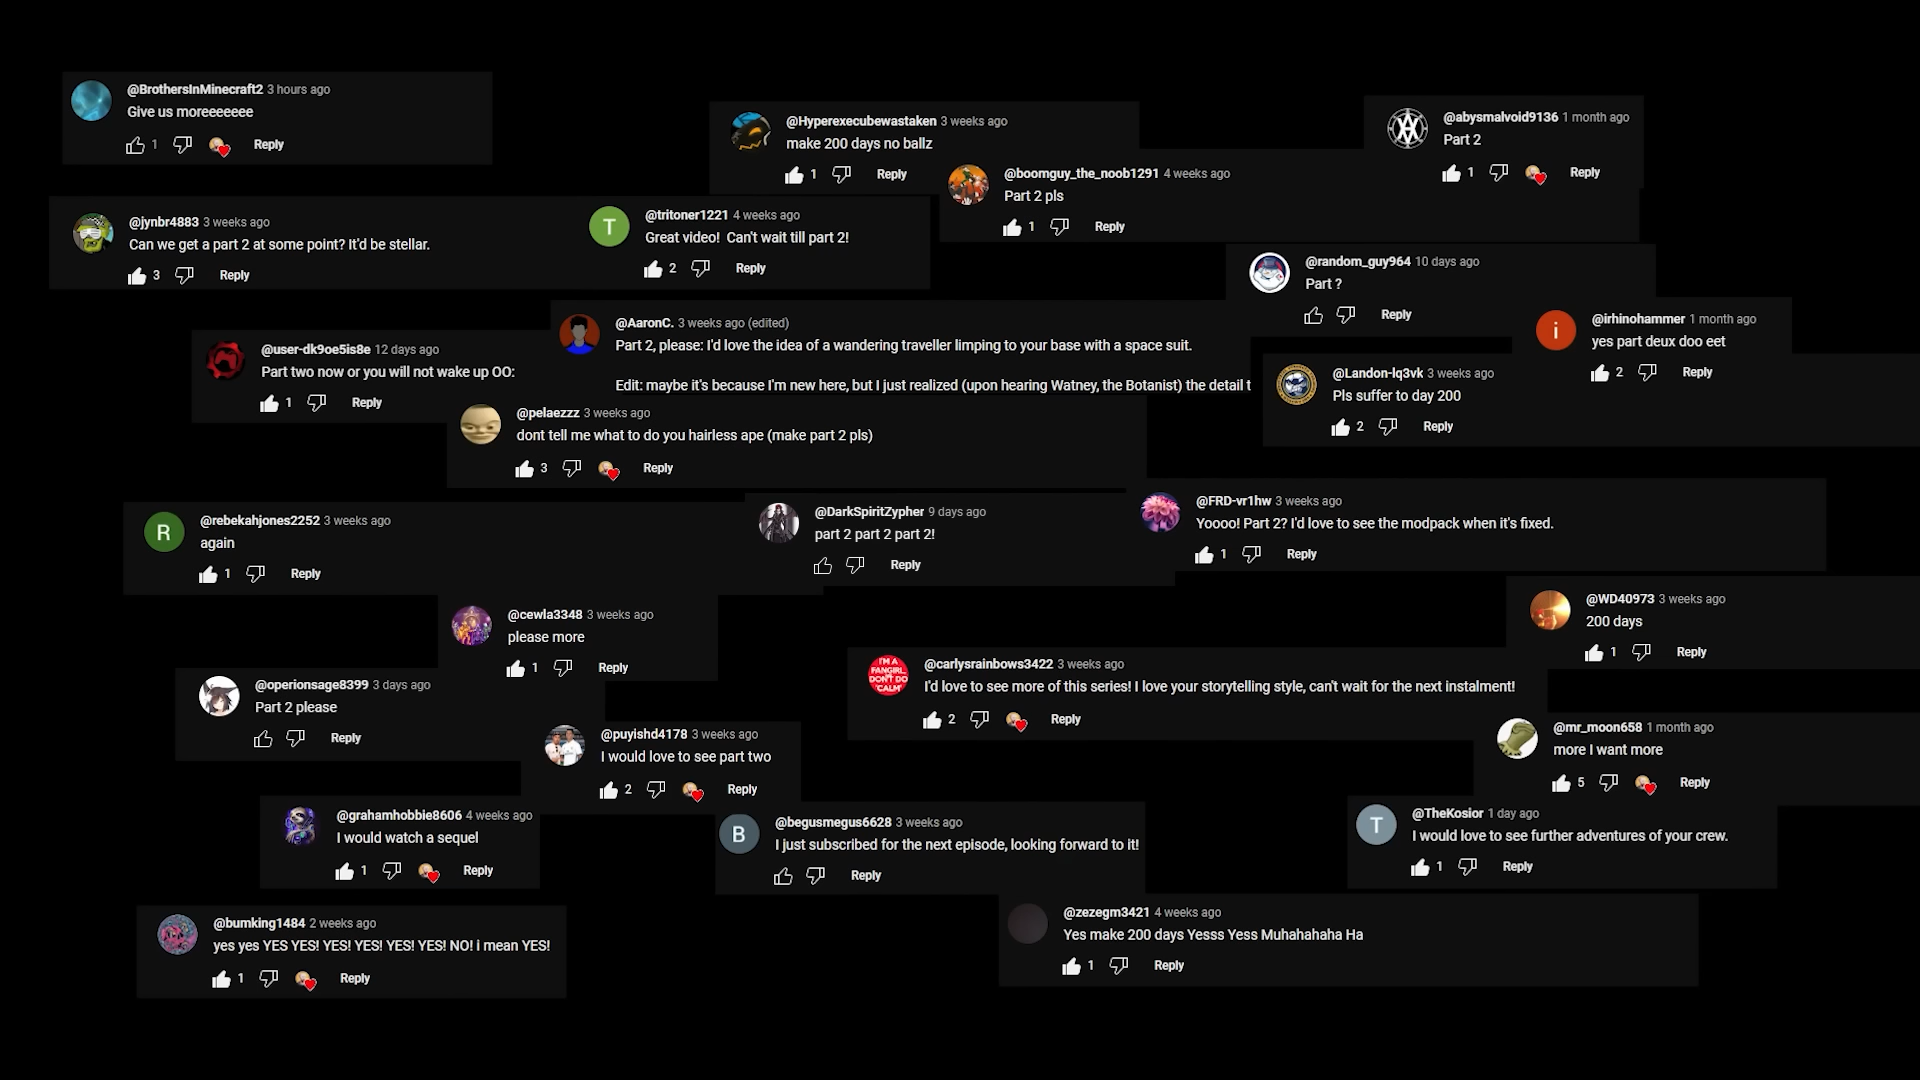 @BrothersInMinecraft2 3 hours ago
Give us moreeeeeee
1 Reply
@Hyperexecubewastaken 3 weeks ago
make 200 days no ballz
1 Reply
@abysmalvoid9136 1 month ago
Part 2
1 Reply
@boomguy_the_noob1291 4 weeks ago
Part 2 pls
1 Reply
@jynbr4883 3 weeks ago
Can we get a part 2 at some point? It'd be stellar.
3 Reply
@tritoner1221 4 weeks ago
T
Great video! Can't wait till part 2!
2 Reply
@random_guy964 10 days ago
Part ?
Reply
@AaronC. 3 weeks ago (edited)
Part 2, please: I'd love the idea of a wandering traveller limping to your base with a space suit.
Edit: maybe it's because I'm new here, but I just realized (upon hearing Watney, the Botanist) the detail t
@irhinohammer 1 month ago
i
yes part deux doo eet
2 Reply
@user-dk9oe5is8e 12 days ago
Part two now or you will not wake up OO:
1 Reply
@Landon-lq3vk 3 weeks ago
Pls suffer to day 200
2 Reply
@pelaezzz 3 weeks ago
dont tell me what to do you hairless ape (make part 2 pls)
3 Reply
@rebekahjones2252 3 weeks ago
R
again
1 Reply
@DarkSpiritZypher 9 days ago
part 2 part 2 part 2!
Reply
@FRD-vr1hw 3 weeks ago
Yoooo! Part 2? I'd love to see the modpack when it's fixed.
1 Reply
@cewla3348 3 weeks ago
please more
1 Reply
@WD40973 3 weeks ago
200 days
1 Reply
@carlysrainbows3422 3 weeks ago
I'M A
FANGIRL
DON'T DO
"CALM"
I'd love to see more of this series! I love your storytelling style, can't wait for the next instalment!
2 Reply
@operionsage8399 3 days ago
Part 2 please
Reply
@puyishd4178 3 weeks ago
I would love to see part two
2 Reply
@mr_moon658 1 month ago
more I want more
5 Reply
@grahamhobbie8606 4 weeks ago
I would watch a sequel
1 Reply
@begusmegus6628 3 weeks ago
B
I just subscribed for the next episode, looking forward to it!
Reply
@TheKosior 1 day ago
T
I would love to see further adventures of your crew.
1 Reply
@bumking1484 2 weeks ago
yes yes YES YES! YES! YES! YES! YES! NO! i mean YES!
1 Reply
@zezegm3421 4 weeks ago
Yes make 200 days Yesss Yess Muhahahaha Ha
1 Reply